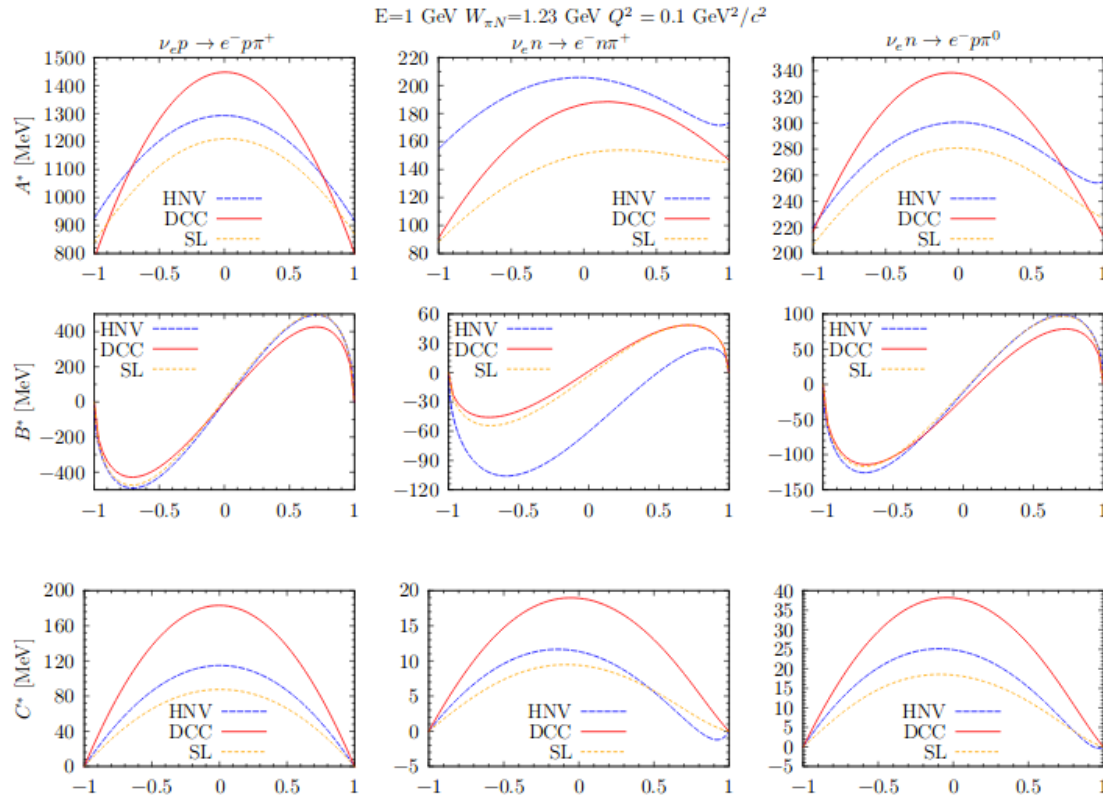 E=1 GeV W_{πN}=1.23 GeV Q² = 0.1 GeV²/c²
ν_e p → e⁻pπ⁺
ν_e n → e⁻nπ⁺
ν_e n → e⁻pπ⁰
A* [MeV]
1500
1400
1300
1200
1100
1000
900
800
−1 −0.5 0 0.5 1
HNV
DCC
SL
220
200
180
160
140
120
100
80
−1 −0.5 0 0.5 1
HNV
DCC
SL
340
320
300
280
260
240
220
200
−1 −0.5 0 0.5 1
HNV
DCC
SL
B* [MeV]
400
200
0
−200
−400
−1 −0.5 0 0.5 1
HNV
DCC
SL
60
30
0
−30
−60
−90
−120
−1 −0.5 0 0.5 1
HNV
DCC
SL
100
50
0
−50
−100
−150
−1 −0.5 0 0.5 1
HNV
DCC
SL
C* [MeV]
200
160
120
80
40
0
−1 −0.5 0 0.5 1
HNV
DCC
SL
20
15
10
5
0
−5
−1 −0.5 0 0.5 1
HNV
DCC
SL
40
35
30
25
20
15
10
5
0
−5
−1 −0.5 0 0.5 1
HNV
DCC
SL